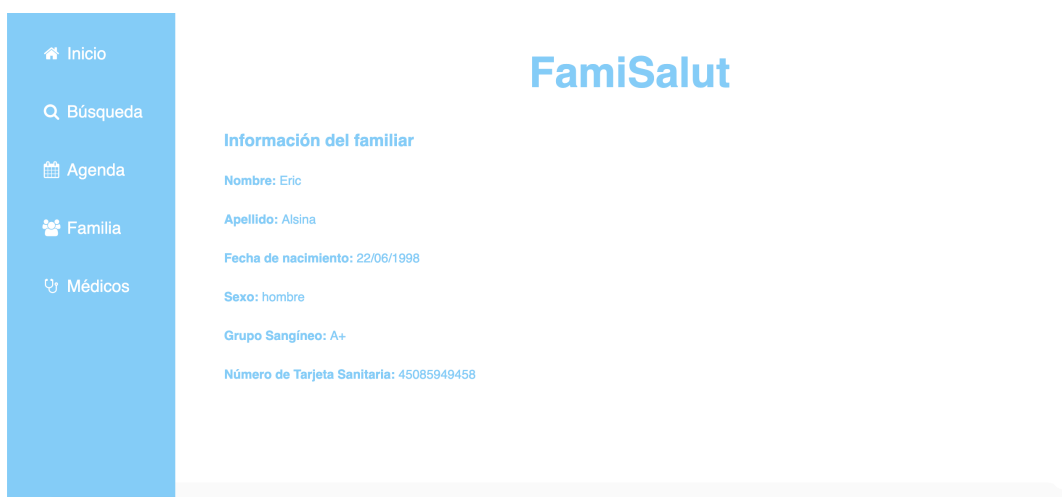 Inicio
Búsqueda
Agenda
Familia
Médicos
FamiSalut
Información del familiar
Nombre: Eric
Apellido: Alsina
Fecha de nacimiento: 22/06/1998
Sexo: hombre
Grupo Sangíneo: A+
Número de Tarjeta Sanitaria: 45085949458